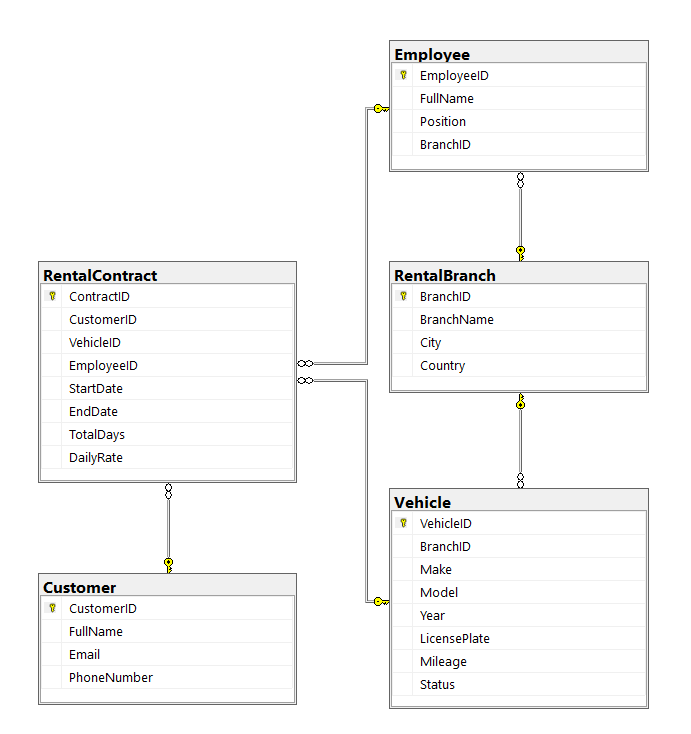 Employee
EmployeeID
FullName
Position
BranchID
RentalContract
ContractID
CustomerID
VehicleID
EmployeeID
StartDate
EndDate
TotalDays
DailyRate
RentalBranch
BranchID
BranchName
City
Country
Customer
CustomerID
FullName
Email
PhoneNumber
Vehicle
VehicleID
BranchID
Make
Model
Year
LicensePlate
Mileage
Status